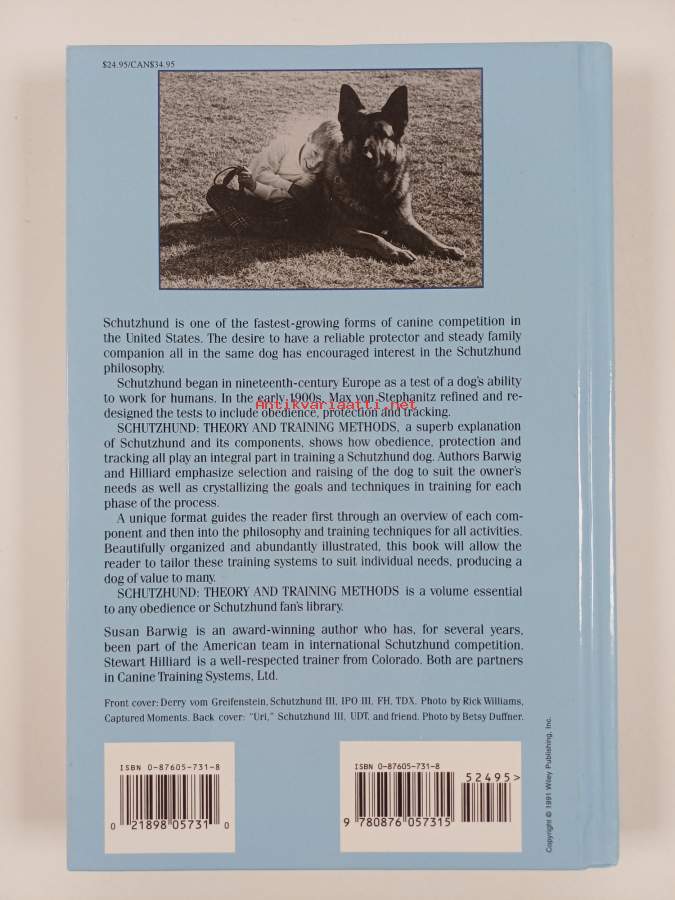 $24.95/CAN$34.95
Schutzhund is one of the fastest-growing forms of canine competition in
the United States. The desire to have a reliable protector and steady family
companion all in the same dog has encouraged interest in the Schutzhund
philosophy.
Schutzhund began in nineteenth-century Europe as a test of a dog's ability
to work for humans. In the early 1900s, Max von Stephanitz refined and re-
designed the tests to include obedience, protection and tracking.
Antikvariaatti.net
SCHUTZHUND: THEORY AND TRAINING METHODS, a superb explanation
of Schutzhund and its components, shows how obedience, protection and
tracking all play an integral part in training a Schutzhund dog. Authors Barwig
and Hilliard emphasize selection and raising of the dog to suit the owner's
needs as well as crystallizing the goals and techniques in training for each
phase of the process.
A unique format guides the reader first through an overview of each com-
ponent and then into the philosophy and training techniques for all activities.
Beautifully organized and abundantly illustrated, this book will allow the
reader to tailor these training systems to suit individual needs, producing a
dog of value to many.
SCHUTZHUND: THEORY AND TRAINING METHODS is a volume essential
to any obedience or Schutzhund fan's library.
Susan Barwig is an award-winning author who has, for several years,
been part of the American team in international Schutzhund competition.
Stewart Hilliard is a well-respected trainer from Colorado. Both are partners
in Canine Training Systems, Ltd.
Front cover: Derry vom Greifenstein, Schutzhund III, IPO III, FH, TDX. Photo by Rick Williams,
Captured Moments. Back cover: "Uri," Schutzhund III, UDT, and friend. Photo by Betsy Duffner.
ISBN 0-87605-731-8
0 21898 05731 0
ISBN 0-87605-731-8
52495>
9 780876 057315
Copyright © 1991 Wiley Publishing, Inc.